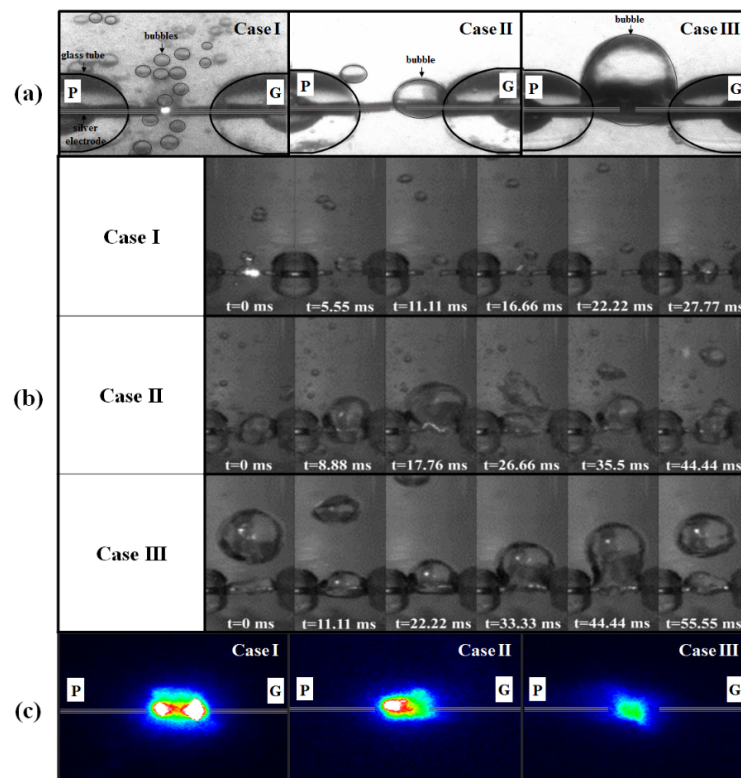 Case I
bubbles
glass tube
P
G
silver
electrode
Case II
bubble
P
G
Case III
bubble
P
G
(a)
Case I
t=0 ms
t=5.55 ms
t=11.11 ms
t=16.66 ms
t=22.22 ms
t=27.77 ms
(b)
Case II
t=0 ms
t=8.88 ms
t=17.76 ms
t=26.66 ms
t=35.5 ms
t=44.44 ms
Case III
t=0 ms
t=11.11 ms
t=22.22 ms
t=33.33 ms
t=44.44 ms
t=55.55 ms
(c)
Case I
P
G
Case II
P
G
Case III
P
G